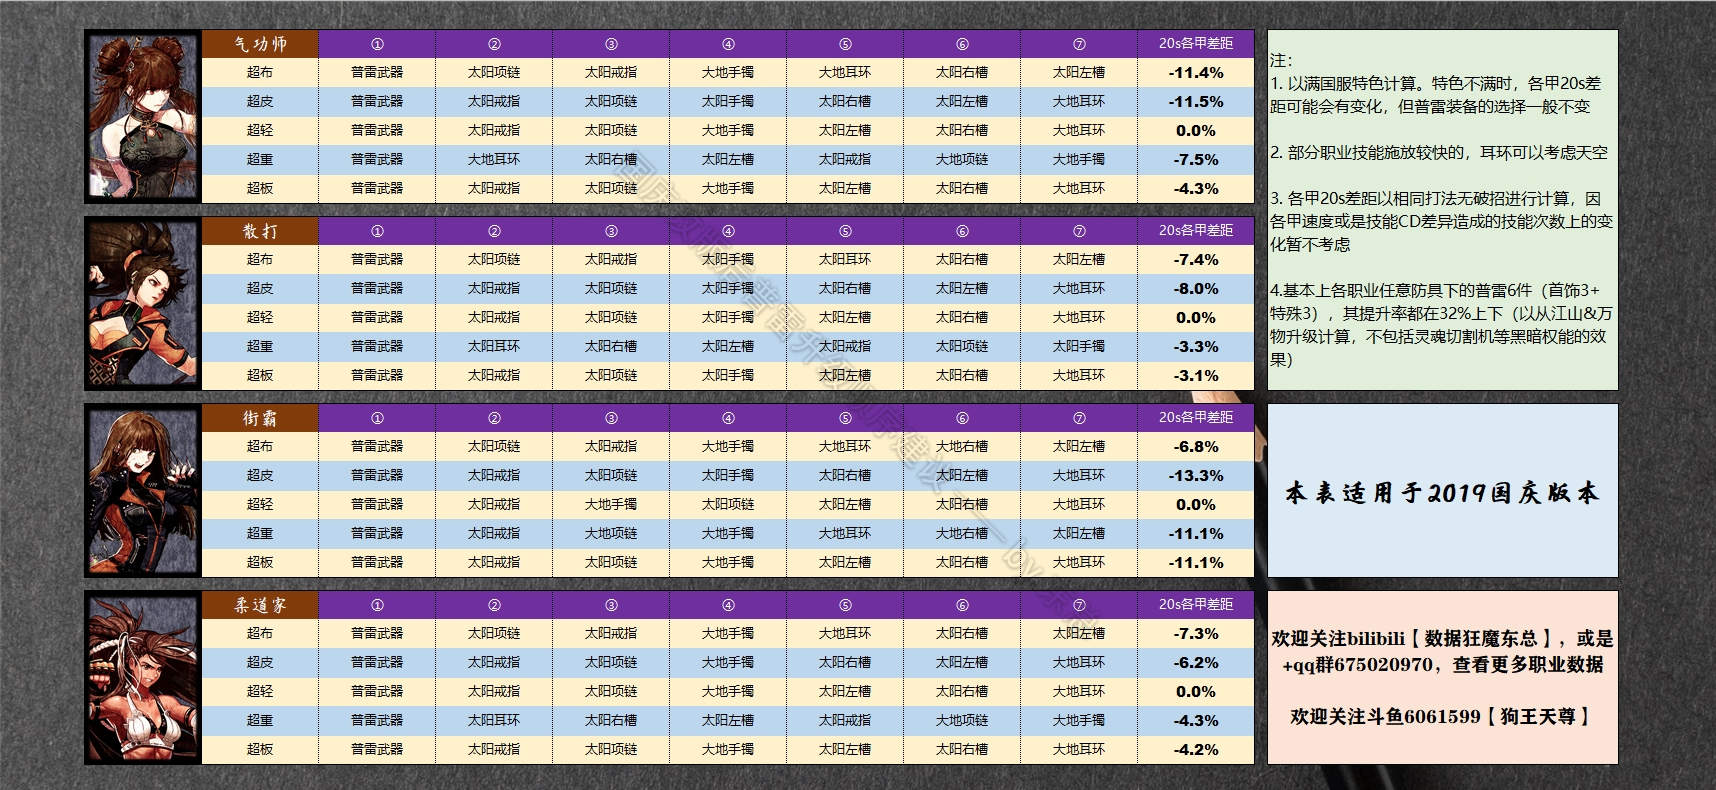 气功师 ① ② ③ ④ ⑤ ⑥ ⑦ 20s各甲差距
超布 普雷武器 太阳项链 太阳戒指 大地手镯 大地耳环 太阳右槽 太阳左槽 -11.4%
超皮 普雷武器 太阳戒指 太阳项链 太阳手镯 太阳右槽 太阳左槽 大地耳环 -11.5%
超轻 普雷武器 太阳戒指 太阳项链 大地手镯 太阳左槽 太阳右槽 大地耳环 0.0%
超重 普雷武器 大地耳环 太阳右槽 太阳左槽 太阳戒指 大地项链 大地手镯 -7.5%
超板 普雷武器 太阳戒指 太阳项链 大地手镯 太阳左槽 太阳右槽 大地耳环 -4.3%
散打 ① ② ③ ④ ⑤ ⑥ ⑦ 20s各甲差距
超布 普雷武器 太阳项链 太阳戒指 太阳手镯 太阳耳环 太阳右槽 太阳左槽 -7.4%
超皮 普雷武器 太阳戒指 太阳项链 太阳手镯 太阳右槽 太阳左槽 大地耳环 -8.0%
超轻 普雷武器 太阳戒指 太阳项链 太阳手镯 太阳左槽 太阳右槽 大地耳环 0.0%
超重 普雷武器 太阳耳环 太阳右槽 太阳左槽 太阳戒指 太阳项链 太阳手镯 -3.3%
超板 普雷武器 太阳戒指 太阳项链 太阳手镯 太阳左槽 太阳右槽 大地耳环 -3.1%
街霸 ① ② ③ ④ ⑤ ⑥ ⑦ 20s各甲差距
超布 普雷武器 太阳项链 太阳戒指 大地手镯 大地耳环 大地右槽 太阳左槽 -6.8%
超皮 普雷武器 太阳戒指 太阳项链 太阳手镯 太阳右槽 太阳左槽 大地耳环 -13.3%
超轻 普雷武器 太阳戒指 大地手镯 太阳项链 太阳左槽 太阳右槽 大地耳环 0.0%
超重 普雷武器 太阳戒指 大地项链 大地手镯 大地耳环 大地右槽 太阳左槽 -11.1%
超板 普雷武器 太阳戒指 太阳项链 大地手镯 太阳左槽 太阳右槽 大地耳环 -11.1%
柔道家 ① ② ③ ④ ⑤ ⑥ ⑦ 20s各甲差距
超布 普雷武器 太阳项链 太阳戒指 大地手镯 大地耳环 太阳右槽 太阳左槽 -7.3%
超皮 普雷武器 太阳戒指 太阳项链 大地手镯 太阳右槽 太阳左槽 大地耳环 -6.2%
超轻 普雷武器 太阳戒指 太阳项链 大地手镯 太阳左槽 太阳右槽 大地耳环 0.0%
超重 普雷武器 太阳耳环 太阳右槽 太阳左槽 太阳戒指 大地项链 大地手镯 -4.3%
超板 普雷武器 太阳戒指 太阳项链 大地手镯 太阳左槽 太阳右槽 大地耳环 -4.2%
注：
1. 以满国服特色计算。特色不满时，各甲20s差
距可能会有变化，但普雷装备的选择一般不变
2. 部分职业技能施放较快的，耳环可以考虑天空
3. 各甲20s差距以相同打法无破招进行计算，因
各甲速度或是技能CD差异造成的技能次数上的变
化暂不考虑
4.基本上各职业任意防具下的普雷6件（首饰3+
特殊3），其提升率都在32%上下（以从江山&万
物升级计算，不包括灵魂切割机等黑暗权能的效
果）
本表适用于2019国庆版本
欢迎关注bilibili【数据狂魔东总】，或是
+qq群675020970，查看更多职业数据
欢迎关注斗鱼6061599【狗王天尊】
国庆改版后普雷升级顺序建议——by东总